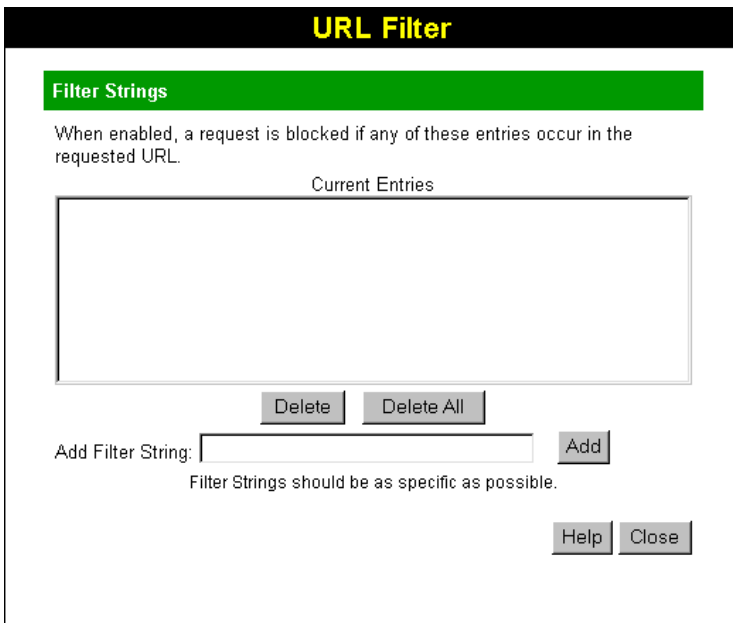 URL Filter
Filter Strings
When enabled, a request is blocked if any of these entries occur in the
requested URL.
Current Entries
Delete
Delete All
Add Filter String:
Add
Filter Strings should be as specific as possible.
Help
Close